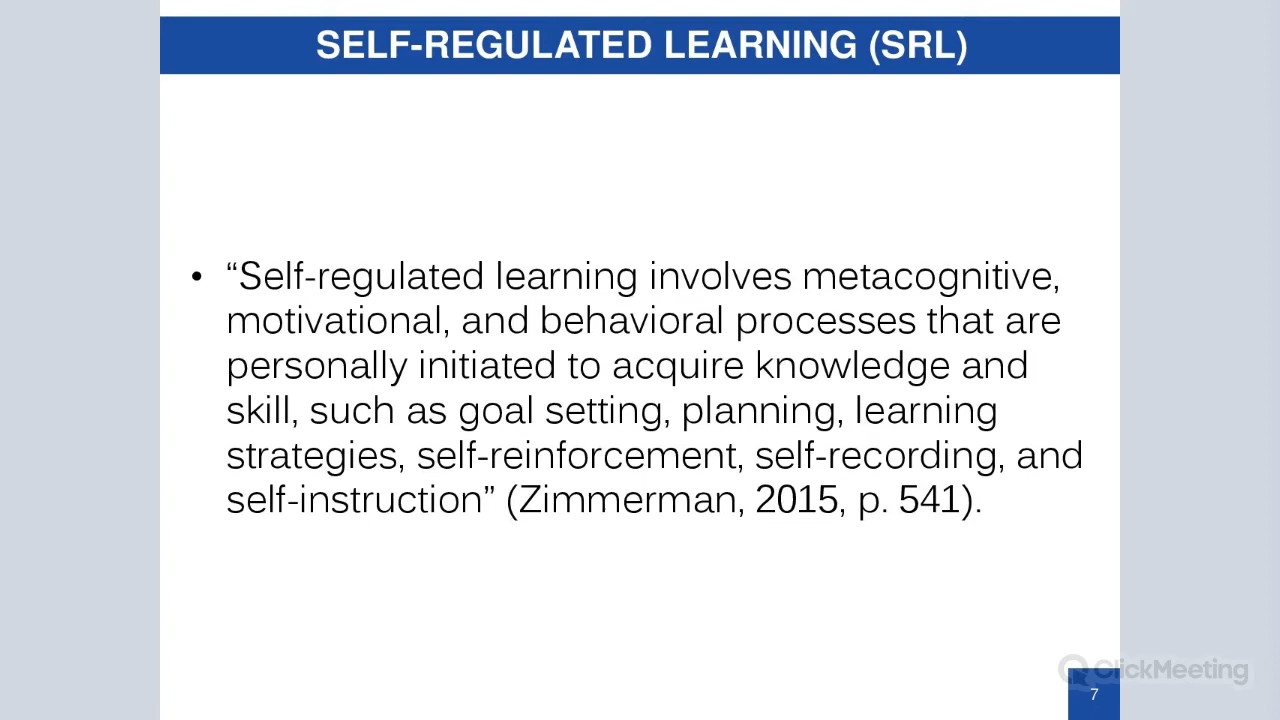 SELF-REGULATED LEARNING (SRL)
• “Self-regulated learning involves metacognitive,
motivational, and behavioral processes that are
personally initiated to acquire knowledge and
skill, such as goal setting, planning, learning
strategies, self-reinforcement, self-recording, and
self-instruction” (Zimmerman, 2015, p. 541).
ClickMeeting
7